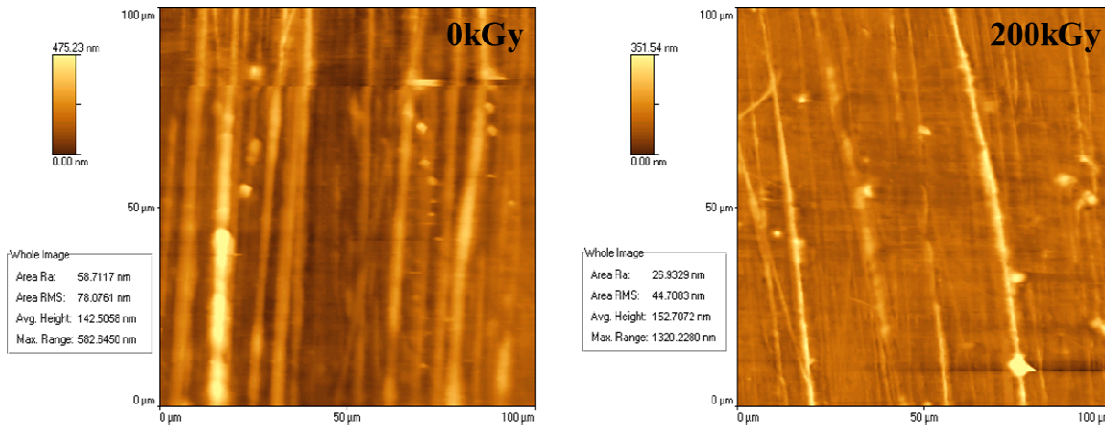 100 µm
0kGy
475.23 nm
0.00 nm
50 µm
Whole Image
Area Ra: 58.7117 nm
Area RMS: 78.0761 nm
Avg. Height: 142.5058 nm
Max. Range: 582.6450 nm
0 µm
0 µm
50 µm
100 µm
100 µm
200kGy
351.54 nm
0.00 nm
50 µm
Whole Image
Area Ra: 26.9329 nm
Area RMS: 44.7083 nm
Avg. Height: 152.7072 nm
Max. Range: 1320.2280 nm
0 µm
0 µm
50 µm
100 µm